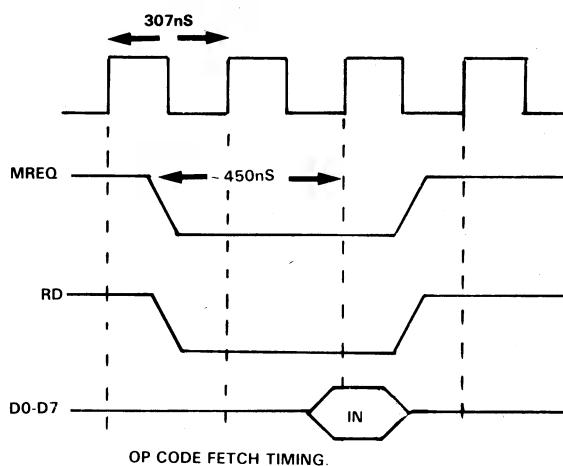 307nS
MREQ
~450nS
RD
D0-D7
IN
OP CODE FETCH TIMING.